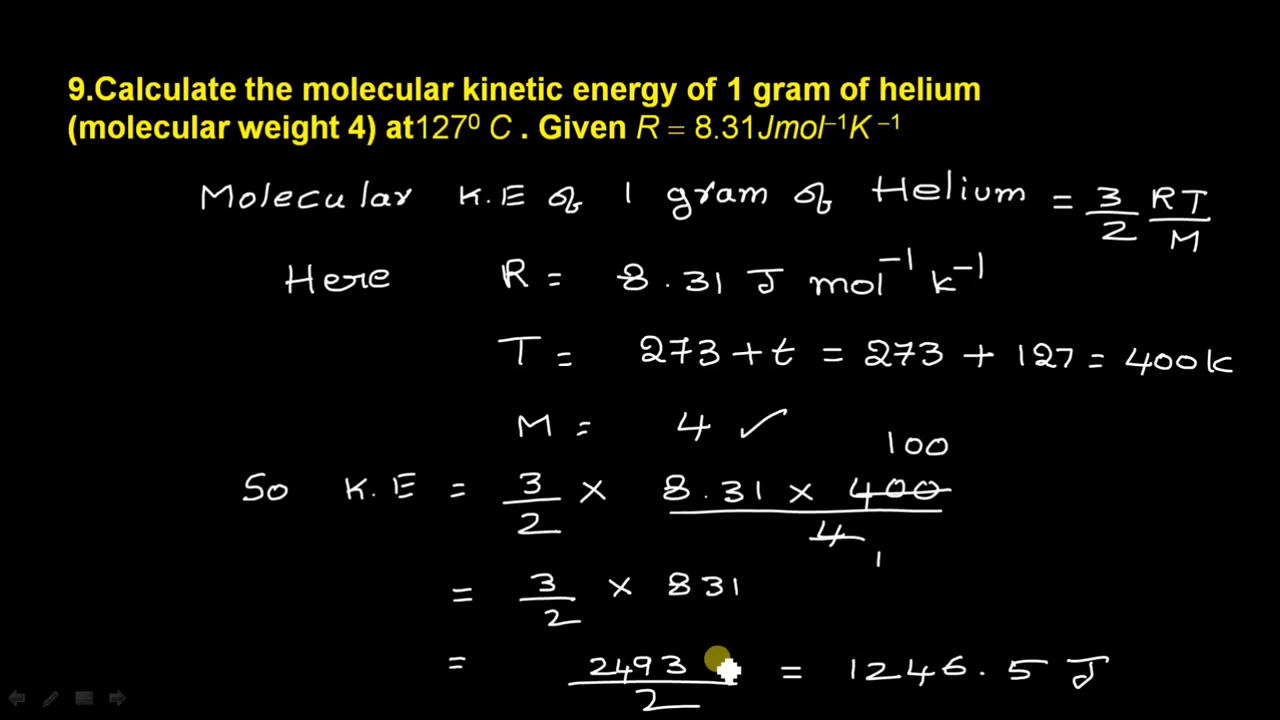 9.Calculate the molecular kinetic energy of 1 gram of helium
(molecular weight 4) at127⁰ C . Given R = 8.31Jmol⁻¹K ⁻¹
Molecular K.E of 1 gram of Helium = 3/2 RT/M
Here R = 8.31 J mol⁻¹ k⁻¹
T = 273 + t = 273 + 127 = 400k
M = 4 ✓
100
So K.E = 3/2 × 8.31 × 400/4
1
= 3/2 × 831
= 2493/2 = 1246.5 J